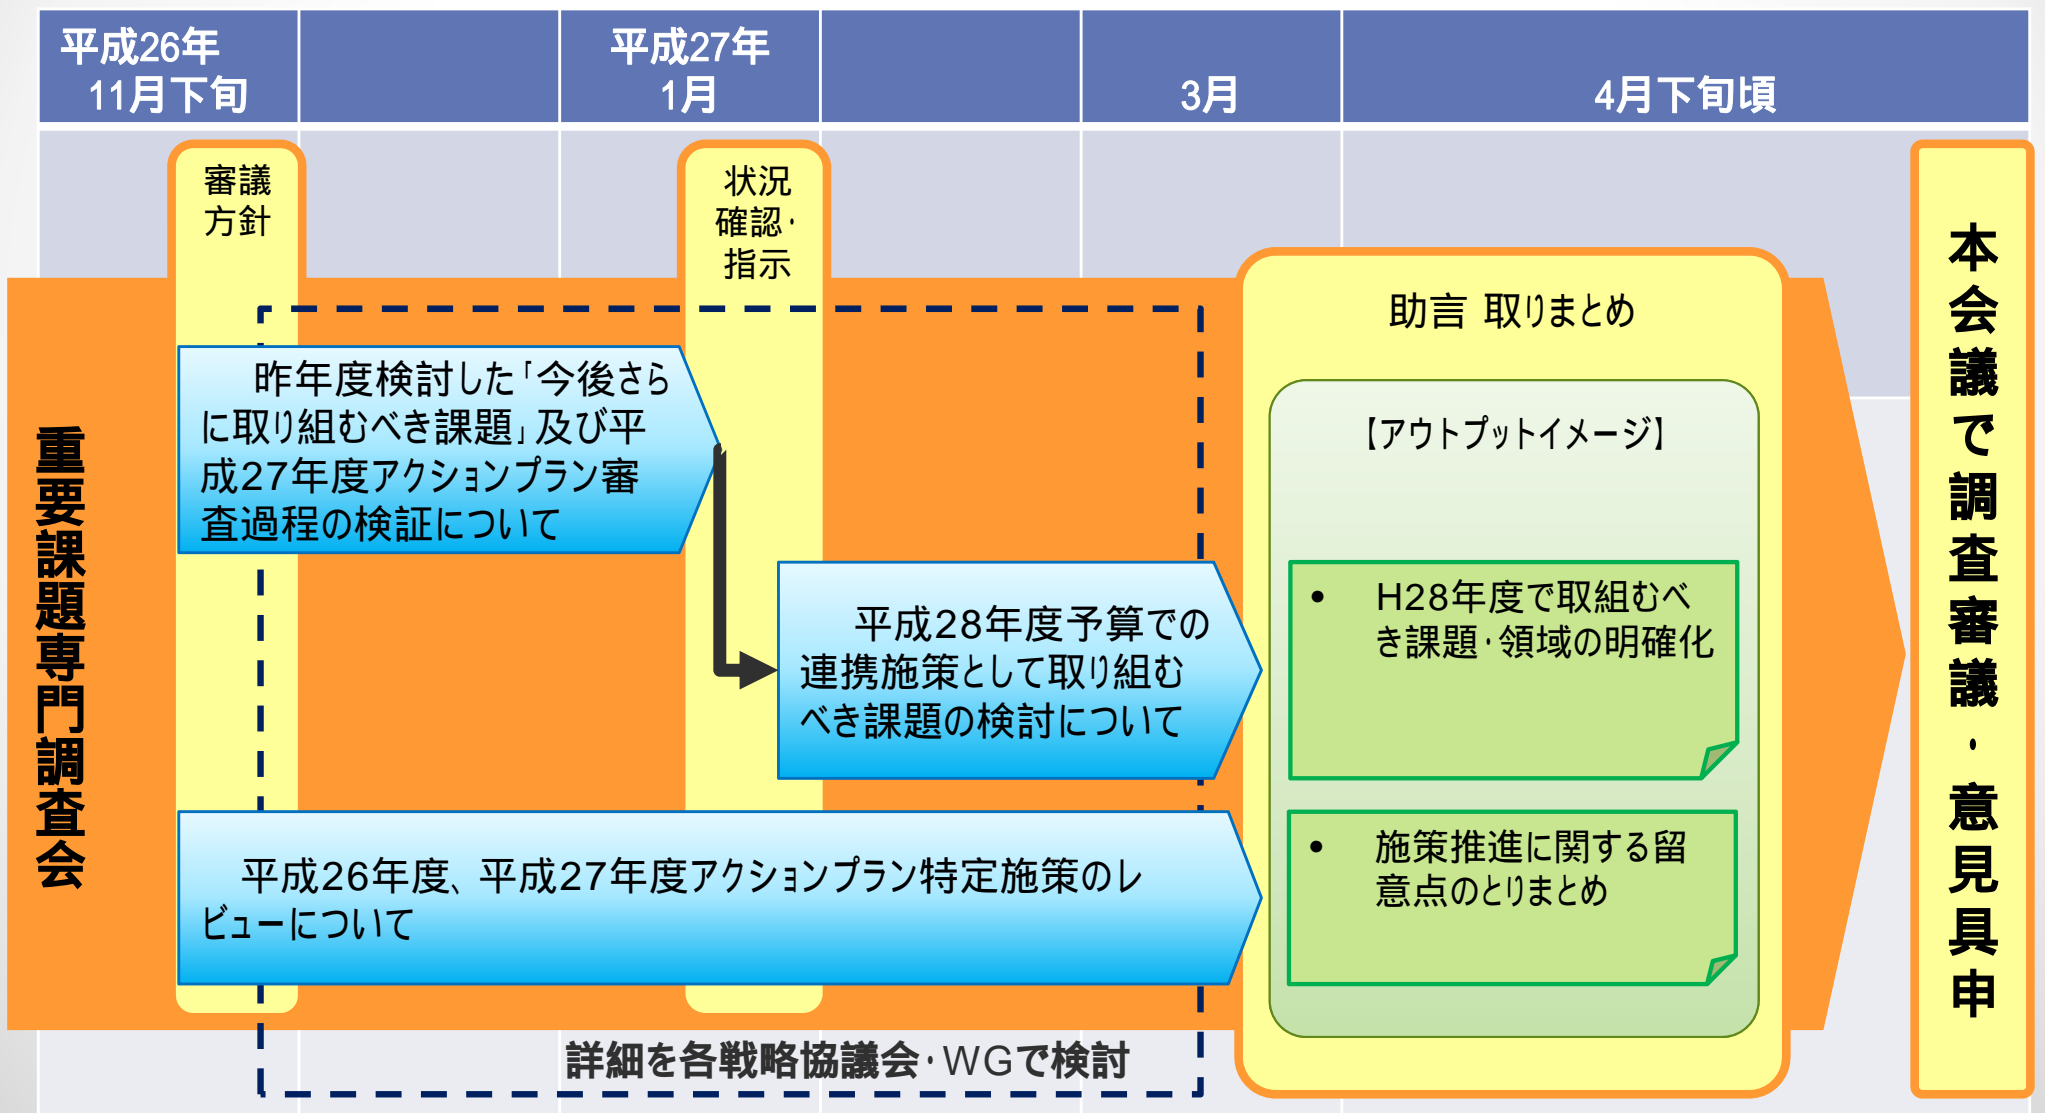 平成26年
11月下旬
平成27年
1月
3月
4月下旬頃
審議
方針
状況
確認・
指示
重要課題専門調査会
昨年度検討した「今後さら
に取り組むべき課題」及び平
成27年度アクションプラン審
査過程の検証について
平成28年度予算での
連携施策として取り組む
べき課題の検討について
平成26年度、平成27年度アクションプラン特定施策のレ
ビューについて
詳細を各戦略協議会・WGで検討
助言 取りまとめ
【アウトプットイメージ】
• H28年度で取組むべ
き課題・領域の明確化
• 施策推進に関する留
意点のとりまとめ
本会議で調査審議・意見具申